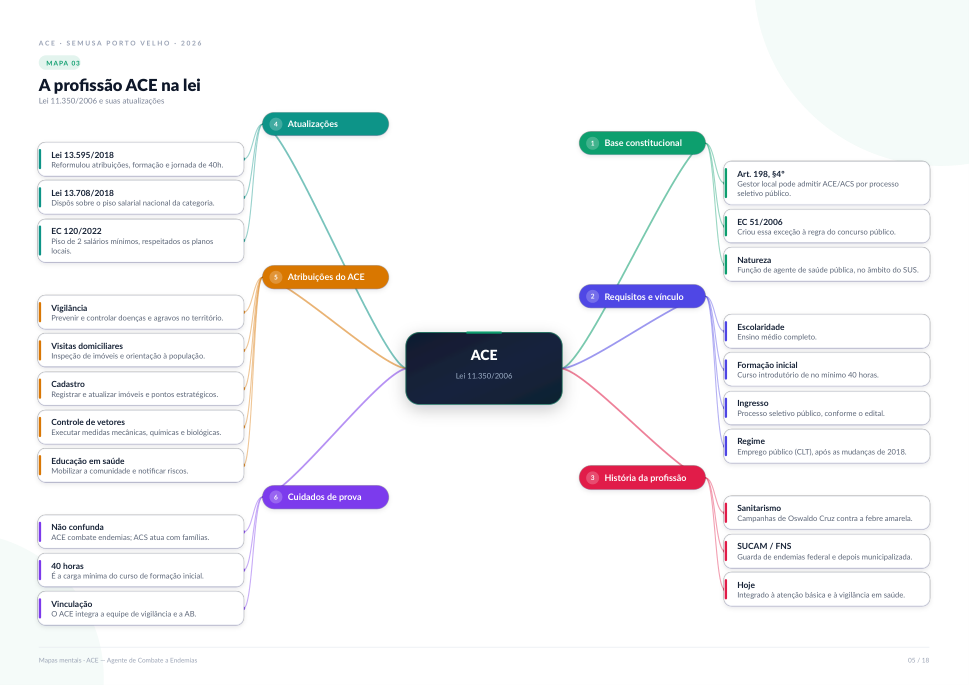 ACE · SEMUSA PORTO VELHO · 2026
MAPA 03
A profissão ACE na lei
Lei 11.350/2006 e suas atualizações
4 Atualizações
Lei 13.595/2018
Reformulou atribuições, formação e jornada de 40h.
Lei 13.708/2018
Dispôs sobre o piso salarial nacional da categoria.
EC 120/2022
Piso de 2 salários mínimos, respeitados os planos
locais.
5 Atribuições do ACE
Vigilância
Prevenir e controlar doenças e agravos no território.
Visitas domiciliares
Inspeção de imóveis e orientação à população.
Cadastro
Registrar e atualizar imóveis e pontos estratégicos.
Controle de vetores
Executar medidas mecânicas, químicas e biológicas.
Educação em saúde
Mobilizar a comunidade e notificar riscos.
6 Cuidados de prova
Não confunda
ACE combate endemias; ACS atua com famílias.
40 horas
É a carga mínima do curso de formação inicial.
Vinculação
O ACE integra a equipe de vigilância e a AB.
ACE
Lei 11.350/2006
1 Base constitucional
Art. 198, §4º
Gestor local pode admitir ACE/ACS por processo
seletivo público.
EC 51/2006
Criou essa exceção à regra do concurso público.
Natureza
Função de agente de saúde pública, no âmbito do SUS.
2 Requisitos e vínculo
Escolaridade
Ensino médio completo.
Formação inicial
Curso introdutório de no mínimo 40 horas.
Ingresso
Processo seletivo público, conforme o edital.
Regime
Emprego público (CLT), após as mudanças de 2018.
3 História da profissão
Sanitarismo
Campanhas de Oswaldo Cruz contra a febre amarela.
SUCAM / FNS
Guarda de endemias federal e depois municipalizada.
Hoje
Integrado à atenção básica e à vigilância em saúde.
Mapas mentais · ACE — Agente de Combate a Endemias
05 / 18